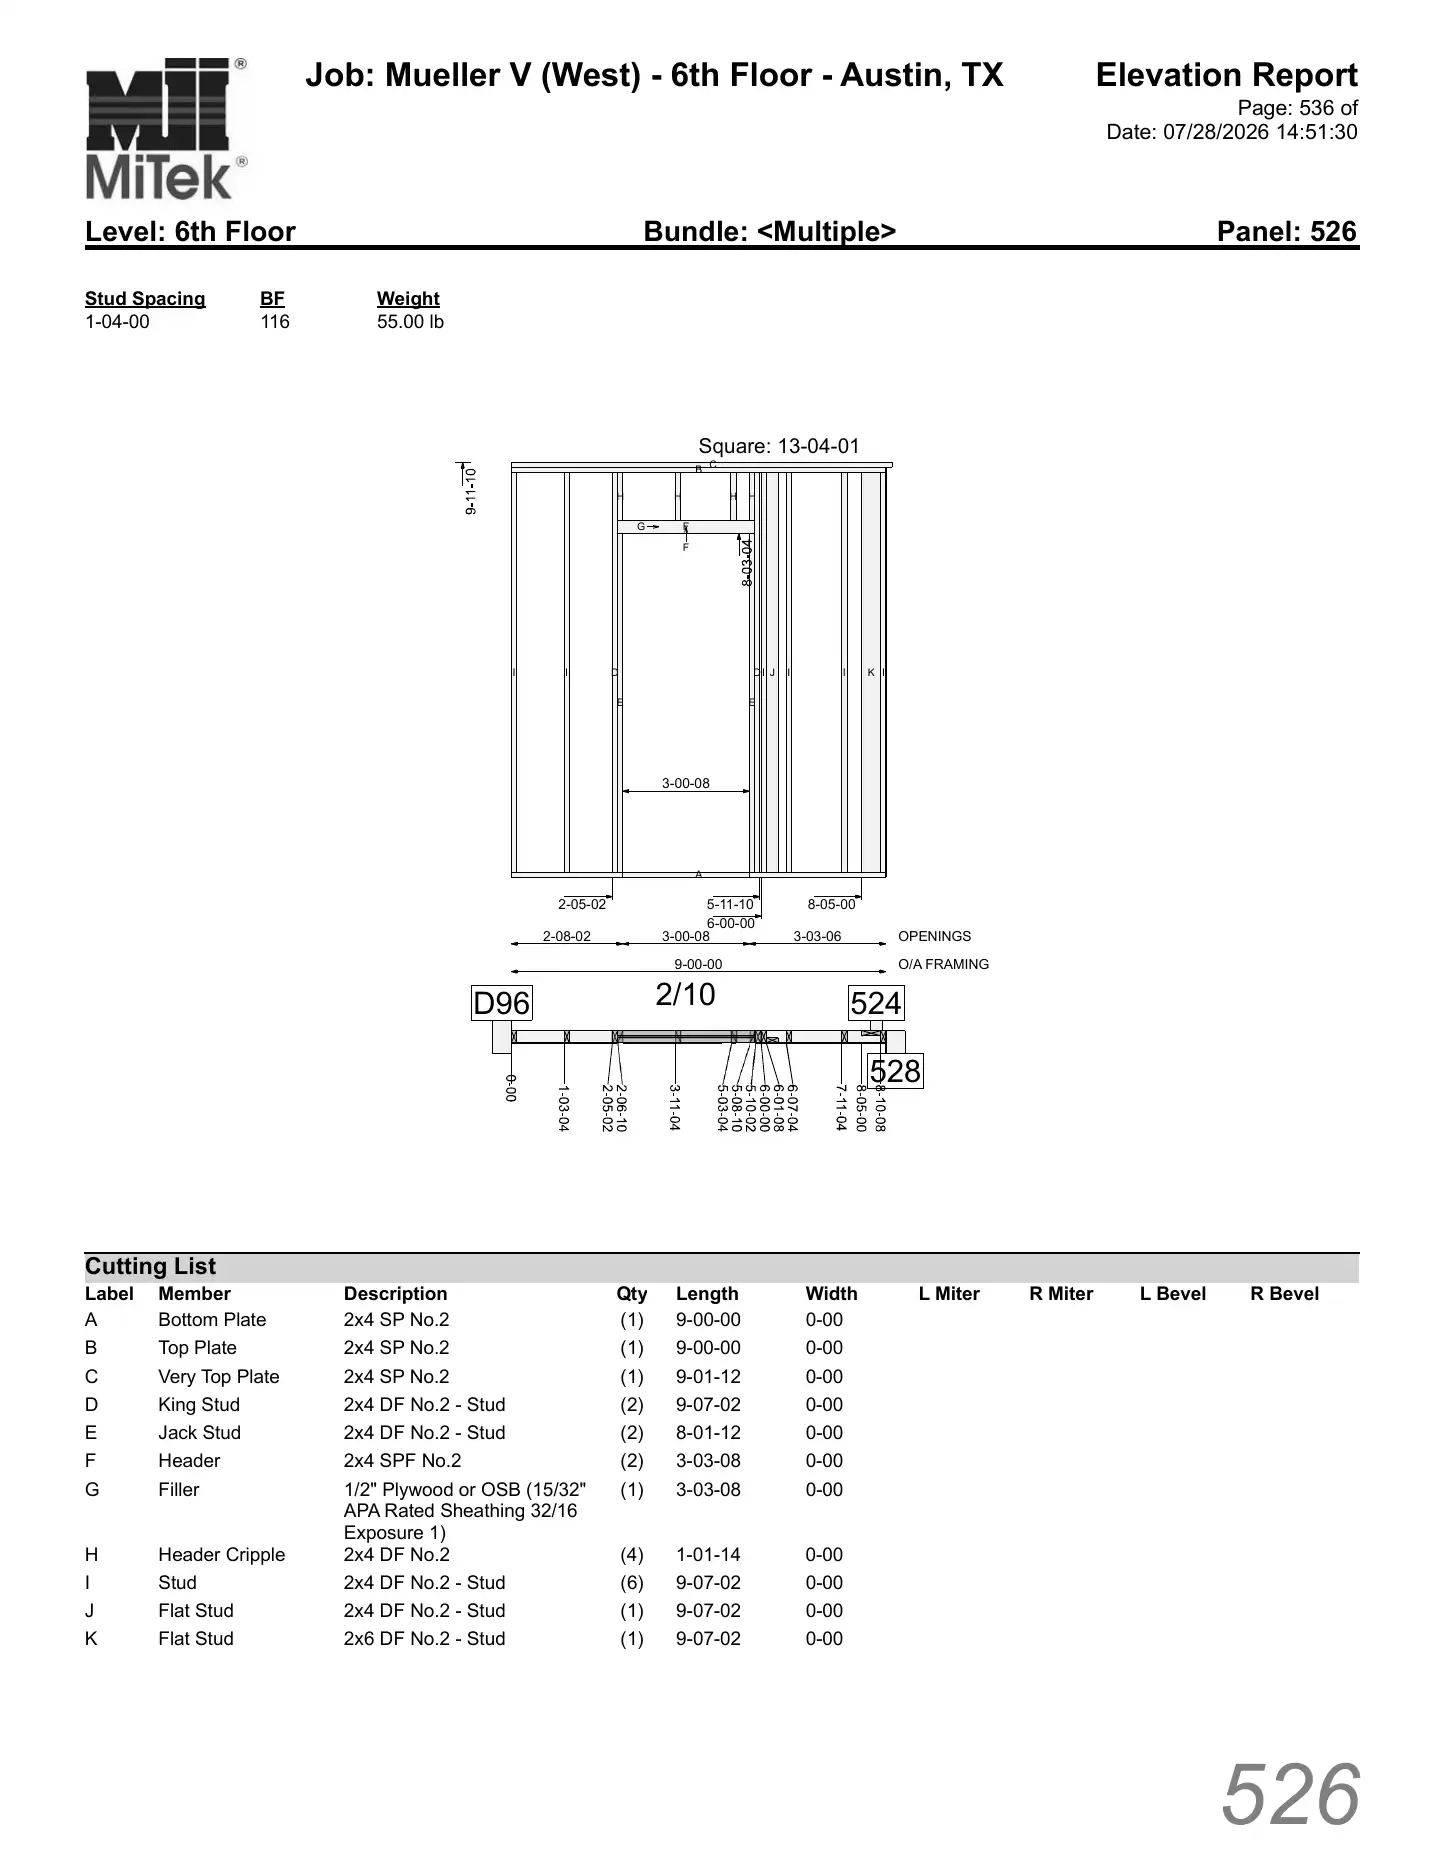 Job: Mueller V (West) - 6th Floor - Austin, TX
Elevation Report
Page: 536 of
Date: 07/28/2026 14:51:30
MiTek®
Level: 6th Floor Bundle: <Multiple> Panel: 526
Stud Spacing BF Weight
1-04-00 116 55.00 lb
Square: 13-04-01
9-11-10
B C
H H H H
G F
F
8-03-04
I I D D I J I I K I
E E
3-00-08
A
2-05-02 5-11-10 8-05-00
6-00-00
2-08-02 3-00-08 3-03-06 OPENINGS
9-00-00 O/A FRAMING
D96 2/10 524
528
0-00 1-03-04 2-05-02 2-06-10 3-11-04 5-03-04 5-08-10 5-10-02 6-00-00 6-01-08 6-07-04 7-11-04 8-05-00 8-10-08
Cutting List
Label Member Description Qty Length Width L Miter R Miter L Bevel R Bevel
A Bottom Plate 2x4 SP No.2 (1) 9-00-00 0-00
B Top Plate 2x4 SP No.2 (1) 9-00-00 0-00
C Very Top Plate 2x4 SP No.2 (1) 9-01-12 0-00
D King Stud 2x4 DF No.2 - Stud (2) 9-07-02 0-00
E Jack Stud 2x4 DF No.2 - Stud (2) 8-01-12 0-00
F Header 2x4 SPF No.2 (2) 3-03-08 0-00
G Filler 1/2" Plywood or OSB (15/32" (1) 3-03-08 0-00
APA Rated Sheathing 32/16
Exposure 1)
H Header Cripple 2x4 DF No.2 (4) 1-01-14 0-00
I Stud 2x4 DF No.2 - Stud (6) 9-07-02 0-00
J Flat Stud 2x4 DF No.2 - Stud (1) 9-07-02 0-00
K Flat Stud 2x6 DF No.2 - Stud (1) 9-07-02 0-00
526